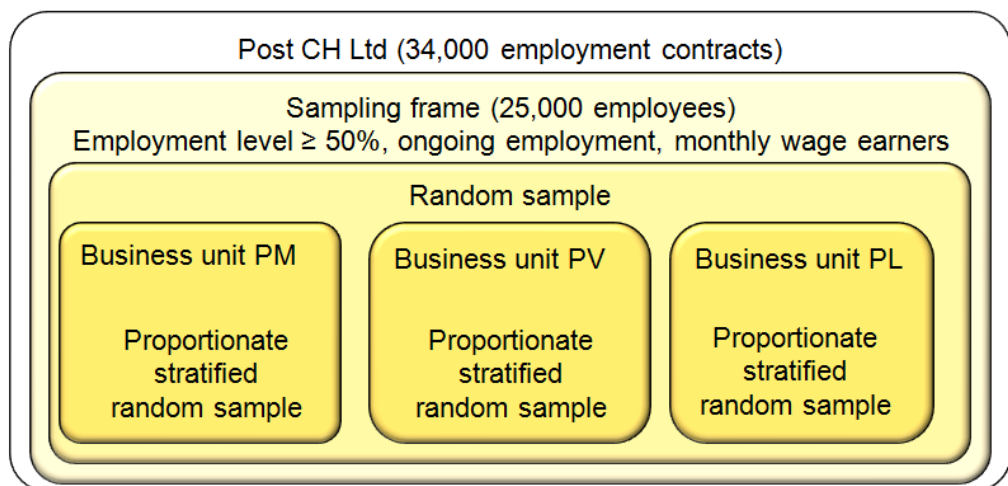 Post CH Ltd (34,000 employment contracts)
Sampling frame (25,000 employees)
Employment level ≥ 50%, ongoing employment, monthly wage earners
Random sample
Business unit PM
Proportionate
stratified
random sample
Business unit PV
Proportionate
stratified
random sample
Business unit PL
Proportionate
stratified
random sample